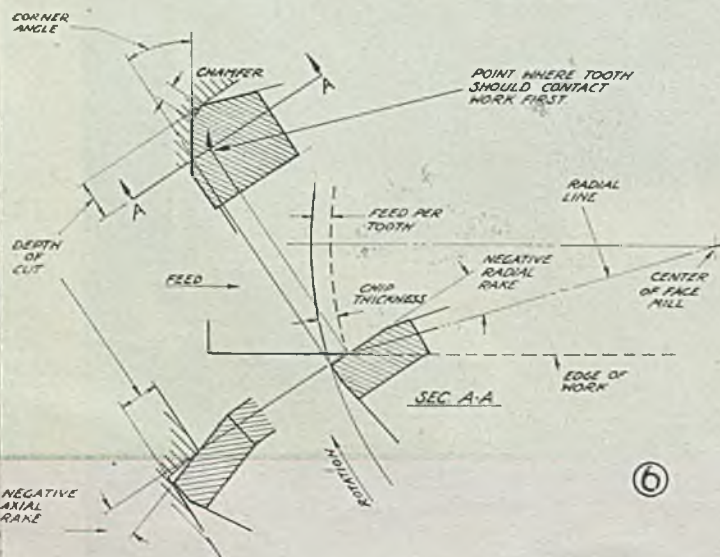 CORNER
ANGLE
CHAMFER
A
POINT WHERE TOOTH
SHOULD CONTACT
WORK FIRST
A
RADIAL
LINE
FEED PER
TOOTH
DEPTH
OF
CUT
NEGATIVE
RADIAL
RAKE
FEED
CHIP
THICKNESS
CENTER
OF FACE
MILL
EDGE OF
WORK
SEC. A-A
ROTATION
6
NEGATIVE
AXIAL
RAKE